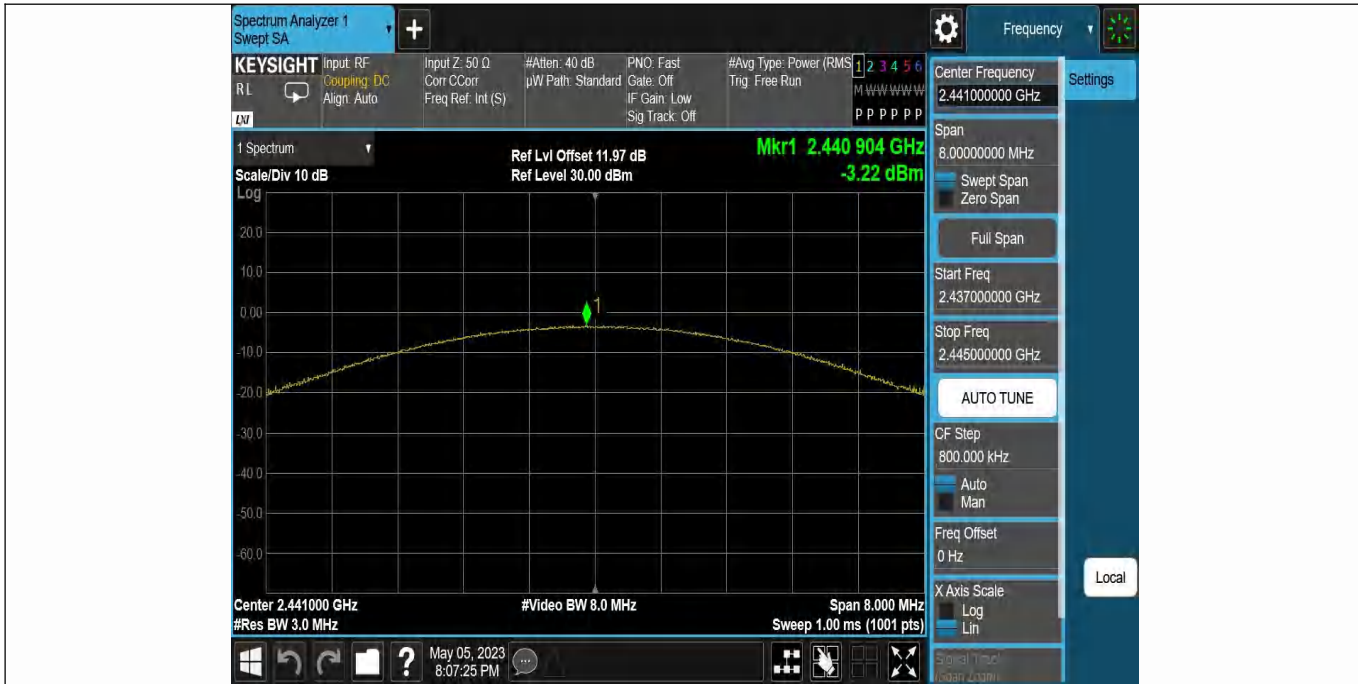 Spectrum Analyzer 1
Swept SA
Frequency
KEYSIGHT
RL
LXI
Input: RF
Coupling: DC
Align: Auto
Input Z: 50 Ω
Corr CCorr
Freq Ref: Int (S)
#Atten: 40 dB
µW Path: Standard
PNO: Fast
Gate: Off
IF Gain: Low
Sig Track: Off
#Avg Type: Power (RMS
Trig: Free Run
1 2 3 4 5 6
M W W W W W
P P P P P P
1 Spectrum
Scale/Div 10 dB
Ref Lvl Offset 11.97 dB
Ref Level 30.00 dBm
Mkr1 2.440 904 GHz
-3.22 dBm
Log
20.0
10.0
0.00
-10.0
-20.0
-30.0
-40.0
-50.0
-60.0
1
Center 2.441000 GHz
#Res BW 3.0 MHz
#Video BW 8.0 MHz
Span 8.000 MHz
Sweep 1.00 ms (1001 pts)
Center Frequency
2.441000000 GHz
Settings
Span
8.00000000 MHz
Swept Span
Zero Span
Full Span
Start Freq
2.437000000 GHz
Stop Freq
2.445000000 GHz
AUTO TUNE
CF Step
800.000 kHz
Auto
Man
Freq Offset
0 Hz
X Axis Scale
Log
Lin
Local
Signal Track
(Span Zoom)
May 05, 2023
8:07:25 PM